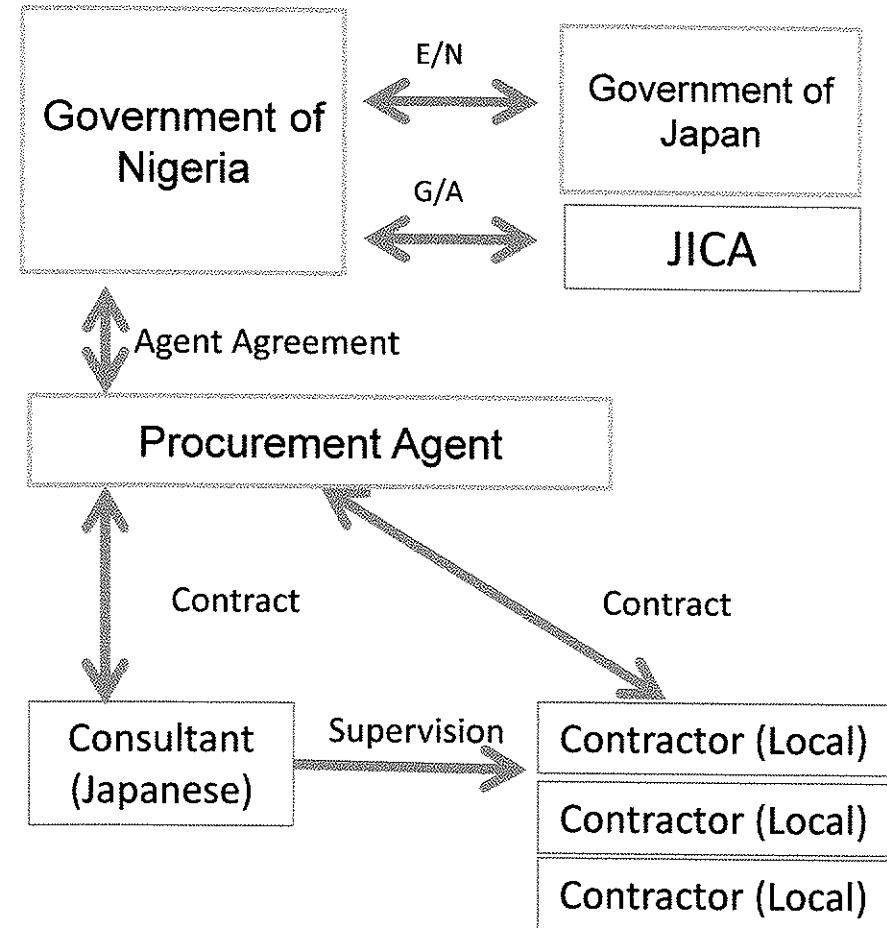 E/N
Government of
Nigeria
Government of
Japan
G/A
JICA
Agent Agreement
Procurement Agent
Contract
Contract
Consultant
(Japanese)
Supervision
Contractor (Local)
Contractor (Local)
Contractor (Local)